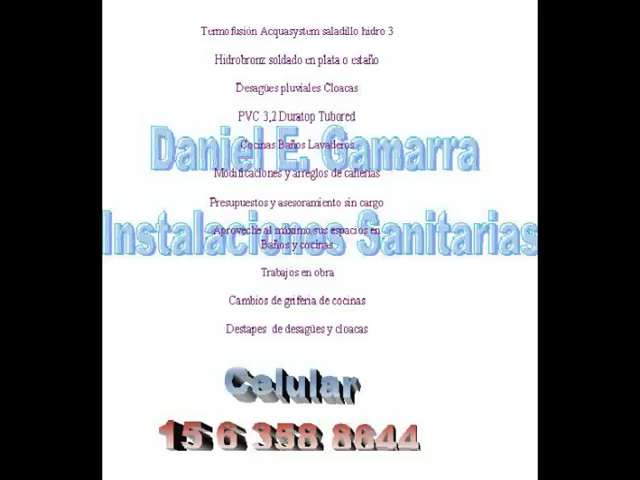 Termofusión Acquasystem saladillo hidro 3
Hidrobronz soldado en plata o estaño
Desagües pluviales Cloacas
PVC 3,2 Duratop Tubored
Cocinas Baños Lavaderos
Daniel E. Gamarra
Modificaciones y arreglos de cañerias
Presupuestos y asesoramiento sin cargo
Aproveche al máximo sus espacios en
Instalaciones Sanitarias
Baños y cocinas
Trabajos en obra
Cambios de griferia de cocinas
Destapes de desagües y cloacas
Celular
15 6 358 8644